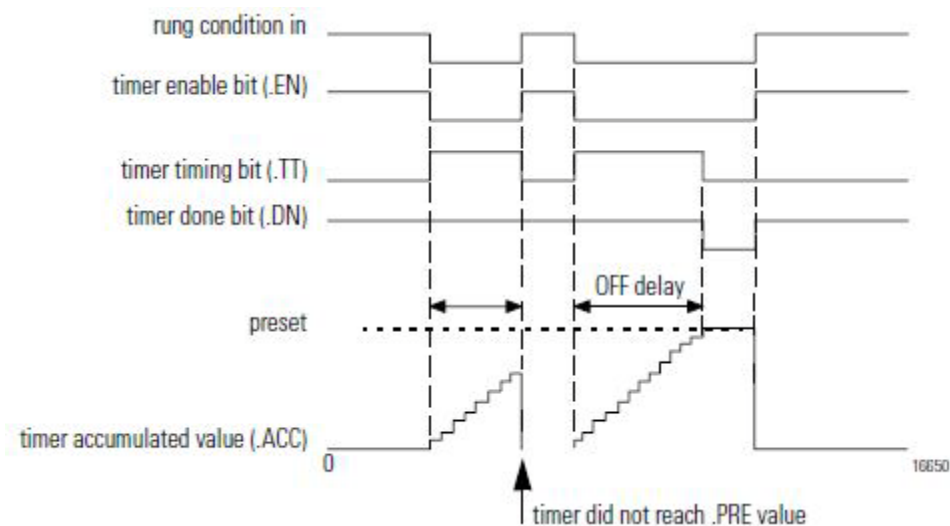 rung condition in
timer enable bit (.EN)
timer timing bit (.TT)
timer done bit (.DN)
OFF delay
preset
timer accumulated value (.ACC)
0
16650
timer did not reach .PRE value